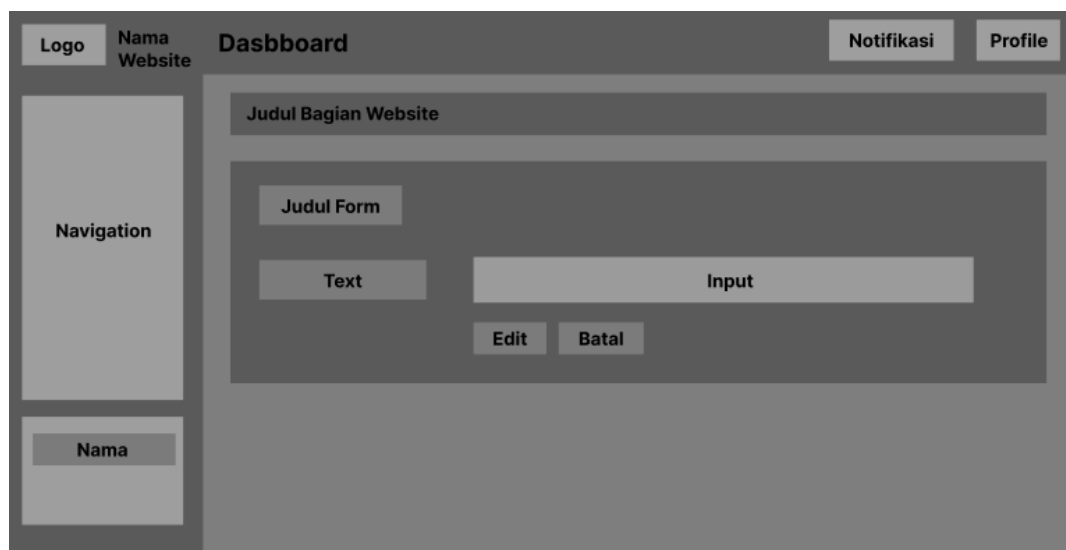 Logo
Nama
Website
Dasbboard
Notifikasi
Profile
Judul Bagian Website
Navigation
Judul Form
Text
Input
Edit
Batal
Nama